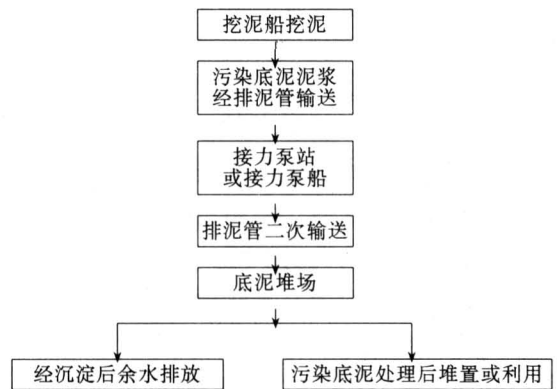 挖泥船挖泥
污染底泥泥浆
经排泥管输送
接力泵站
或接力泵船
排泥管二次输送
底泥堆场
经沉淀后余水排放
污染底泥处理后堆置或利用